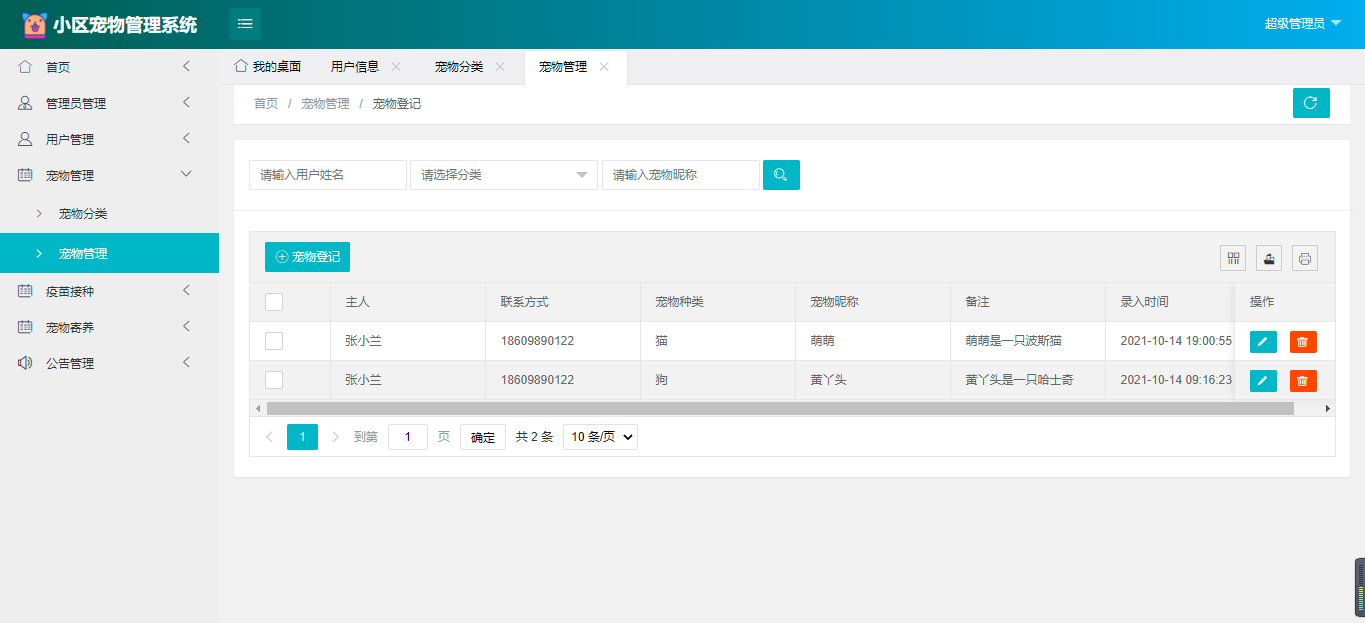 小区宠物管理系统
超级管理员
首页
管理员管理
用户管理
宠物管理
宠物分类
宠物管理
疫苗接种
宠物寄养
公告管理
我的桌面 用户信息 宠物分类 宠物管理
首页 / 宠物管理 / 宠物登记
请输入用户姓名 请选择分类 请输入宠物昵称
宠物登记
主人 联系方式 宠物种类 宠物昵称 备注 录入时间 操作
张小兰 18609890122 猫 萌萌 萌萌是一只波斯猫 2021-10-14 19:00:55
张小兰 18609890122 狗 黄丫头 黄丫头是一只哈士奇 2021-10-14 09:16:23
1 到第 1 页 确定 共 2 条 10 条/页